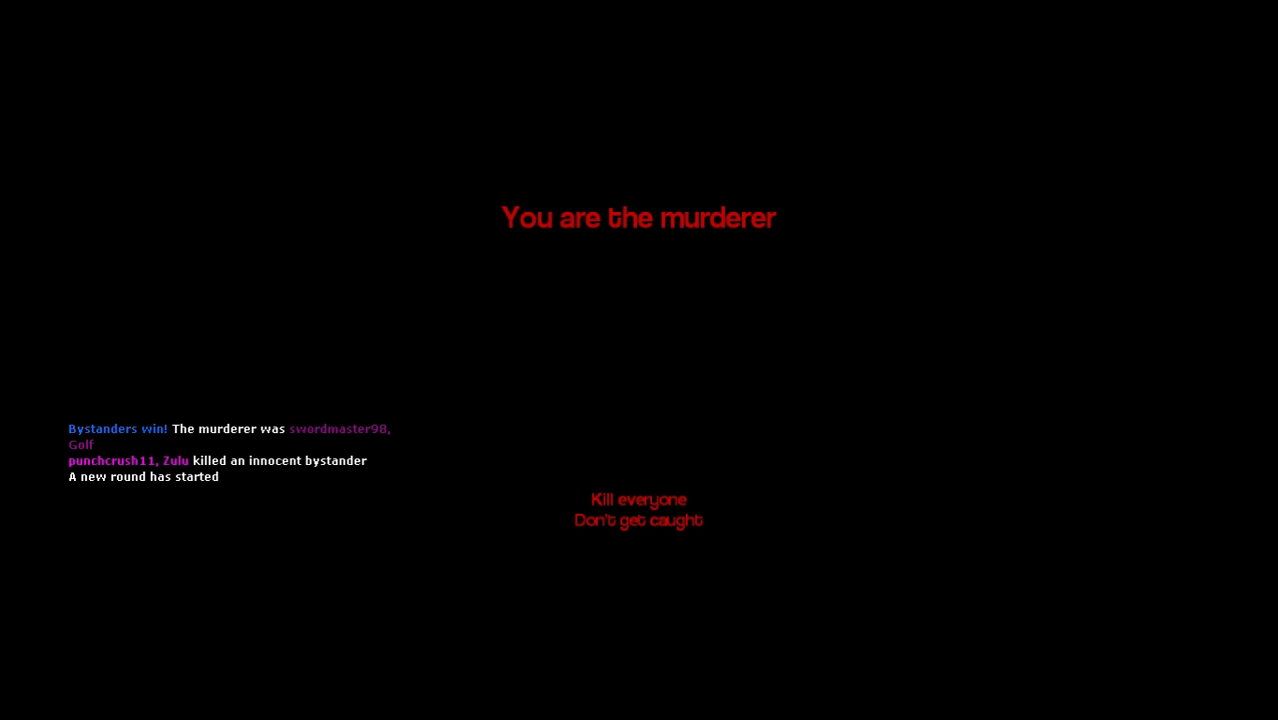 You are the murderer
Bystanders win! The murderer was swordmaster98,
Golf
punchcrush11, Zulu killed an innocent bystander
A new round has started
Kill everyone
Don't get caught